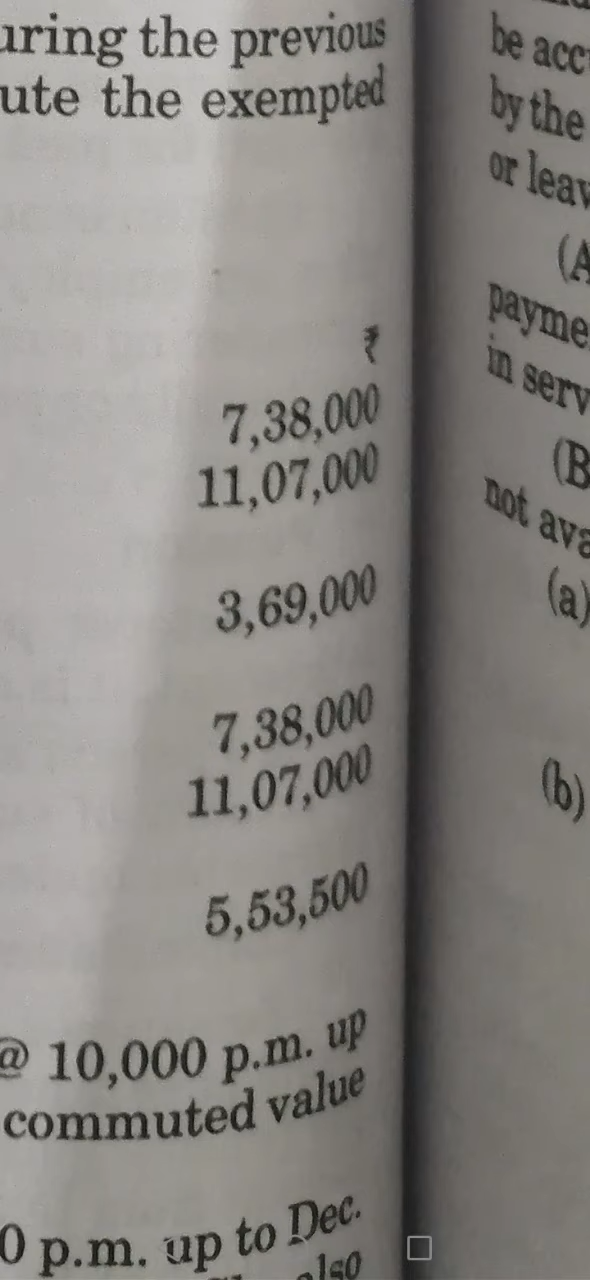 uring the previous
ute the exempted
₹
7,38,000
11,07,000
3,69,000
7,38,000
11,07,000
5,53,500
@ 10,000 p.m. up
commuted value
0 p.m. up to Dec.
also
be acc
by the
or leav
(A
payme
in serv
(B
not ava
(a)
(b)